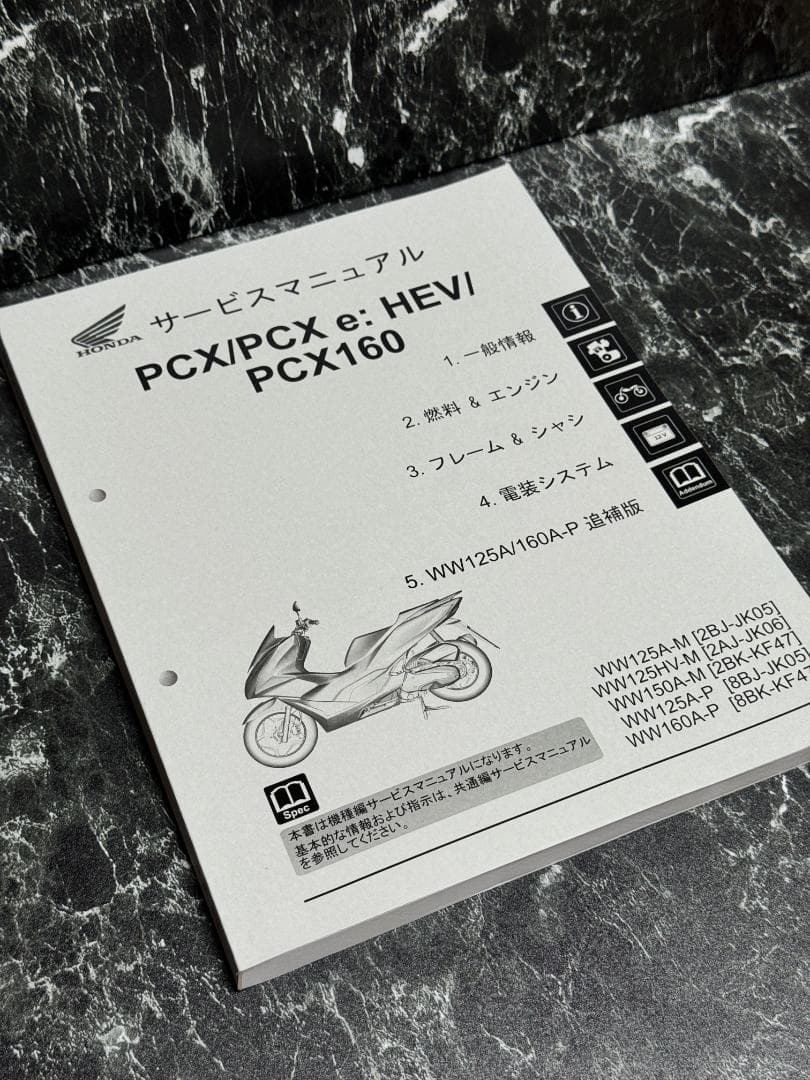 サービスマニュアル
HONDA
PCX/PCX e: HEV/
PCX160
1. 一般情報
2. 燃料 & エンジン
3. フレーム & シャシ
4. 電装システム
5. WW125A/160A-P 追補版
12V
Addendum
WW125A-M [2BJ-JK05]
WW125HV-M [2AJ-JK06]
WW150A-M [2BK-KF47]
WW125A-P [8BJ-JK05]
WW160A-P [8BK-KF47
Spec
本書は機種編サービスマニュアルになります。
基本的な情報および指示は、共通編サービスマニュアル
を参照してください。